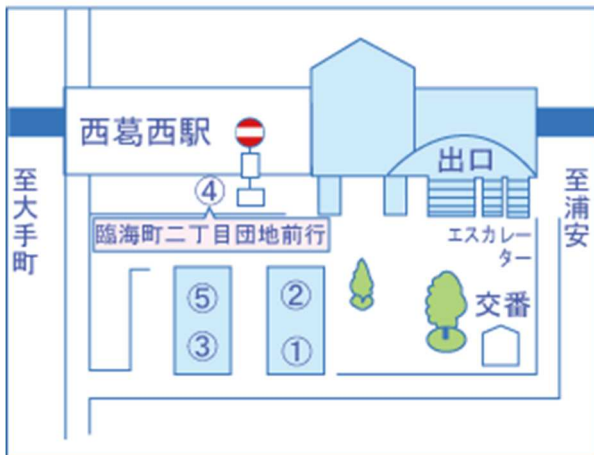 西葛西駅
出口
④
臨海町二丁目団地前行
至大手町
至浦安
エスカレー
ター
⑤
②
交番
③
①